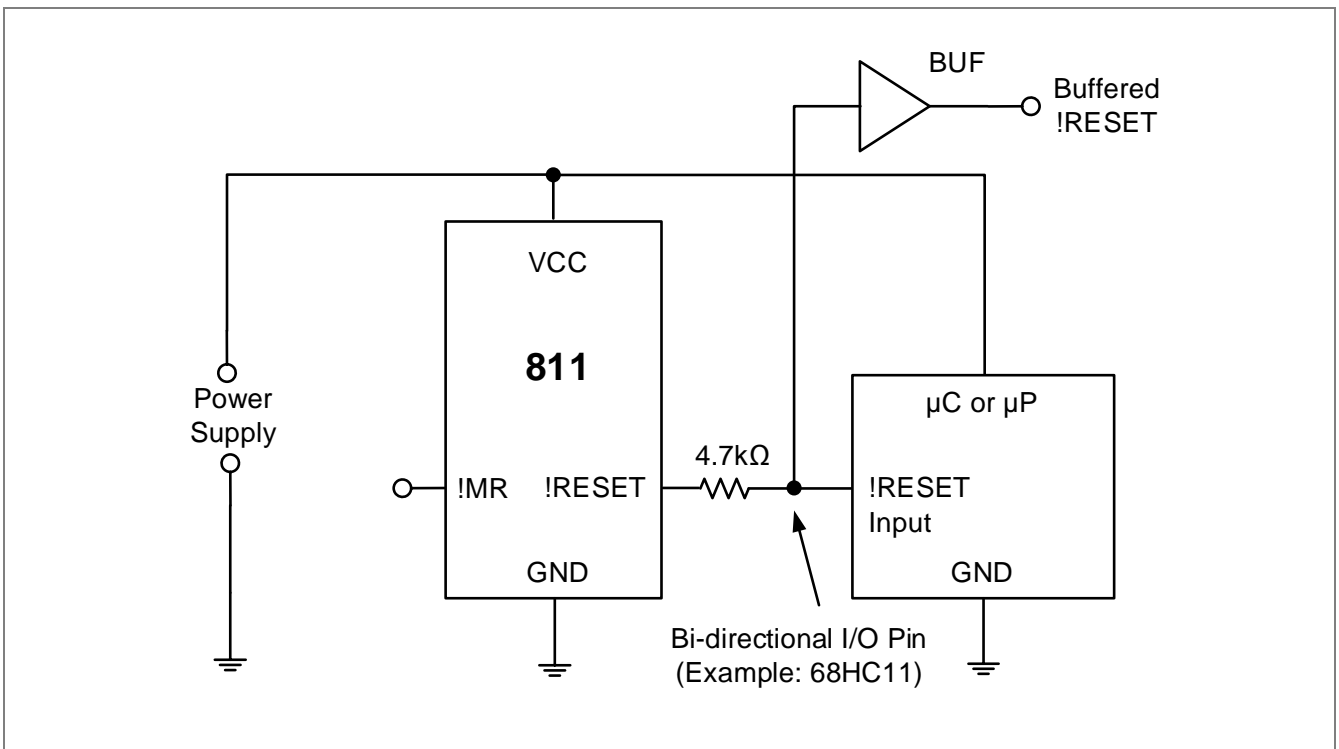 BUF
Buffered
!RESET
VCC
811
Power
Supply
µC or µP
4.7kΩ
!MR
!RESET
!RESET
Input
GND
GND
Bi-directional I/O Pin
(Example: 68HC11)